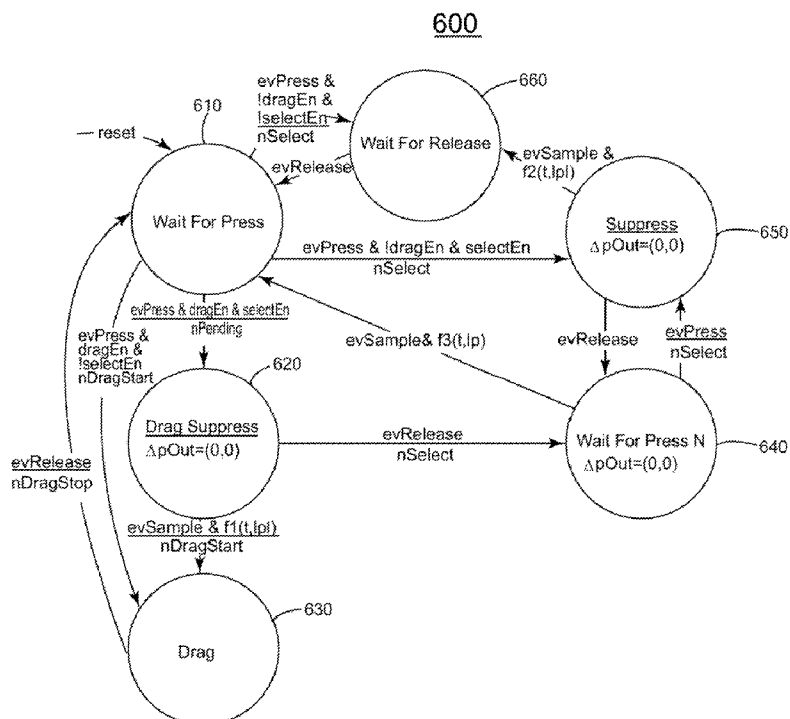 600
660
evPress &
!dragEn &
!selectEn
nSelect
610
reset
Wait For Release
evRelease
evSample &
f2(t,lpl)
Wait For Press
Suppress
ΔpOut=(0,0)
650
evPress & !dragEn & selectEn
nSelect
evPress & dragEn & selectEn
nPending
evPress &
dragEn &
!selectEn
nDragStart
evSample& f3(t,lp)
evRelease
evPress
nSelect
620
Drag Suppress
ΔpOut=(0,0)
evRelease
nSelect
Wait For Press N
ΔpOut=(0,0)
640
evRelease
nDragStop
evSample & f1(t,lpl)
nDragStart
630
Drag